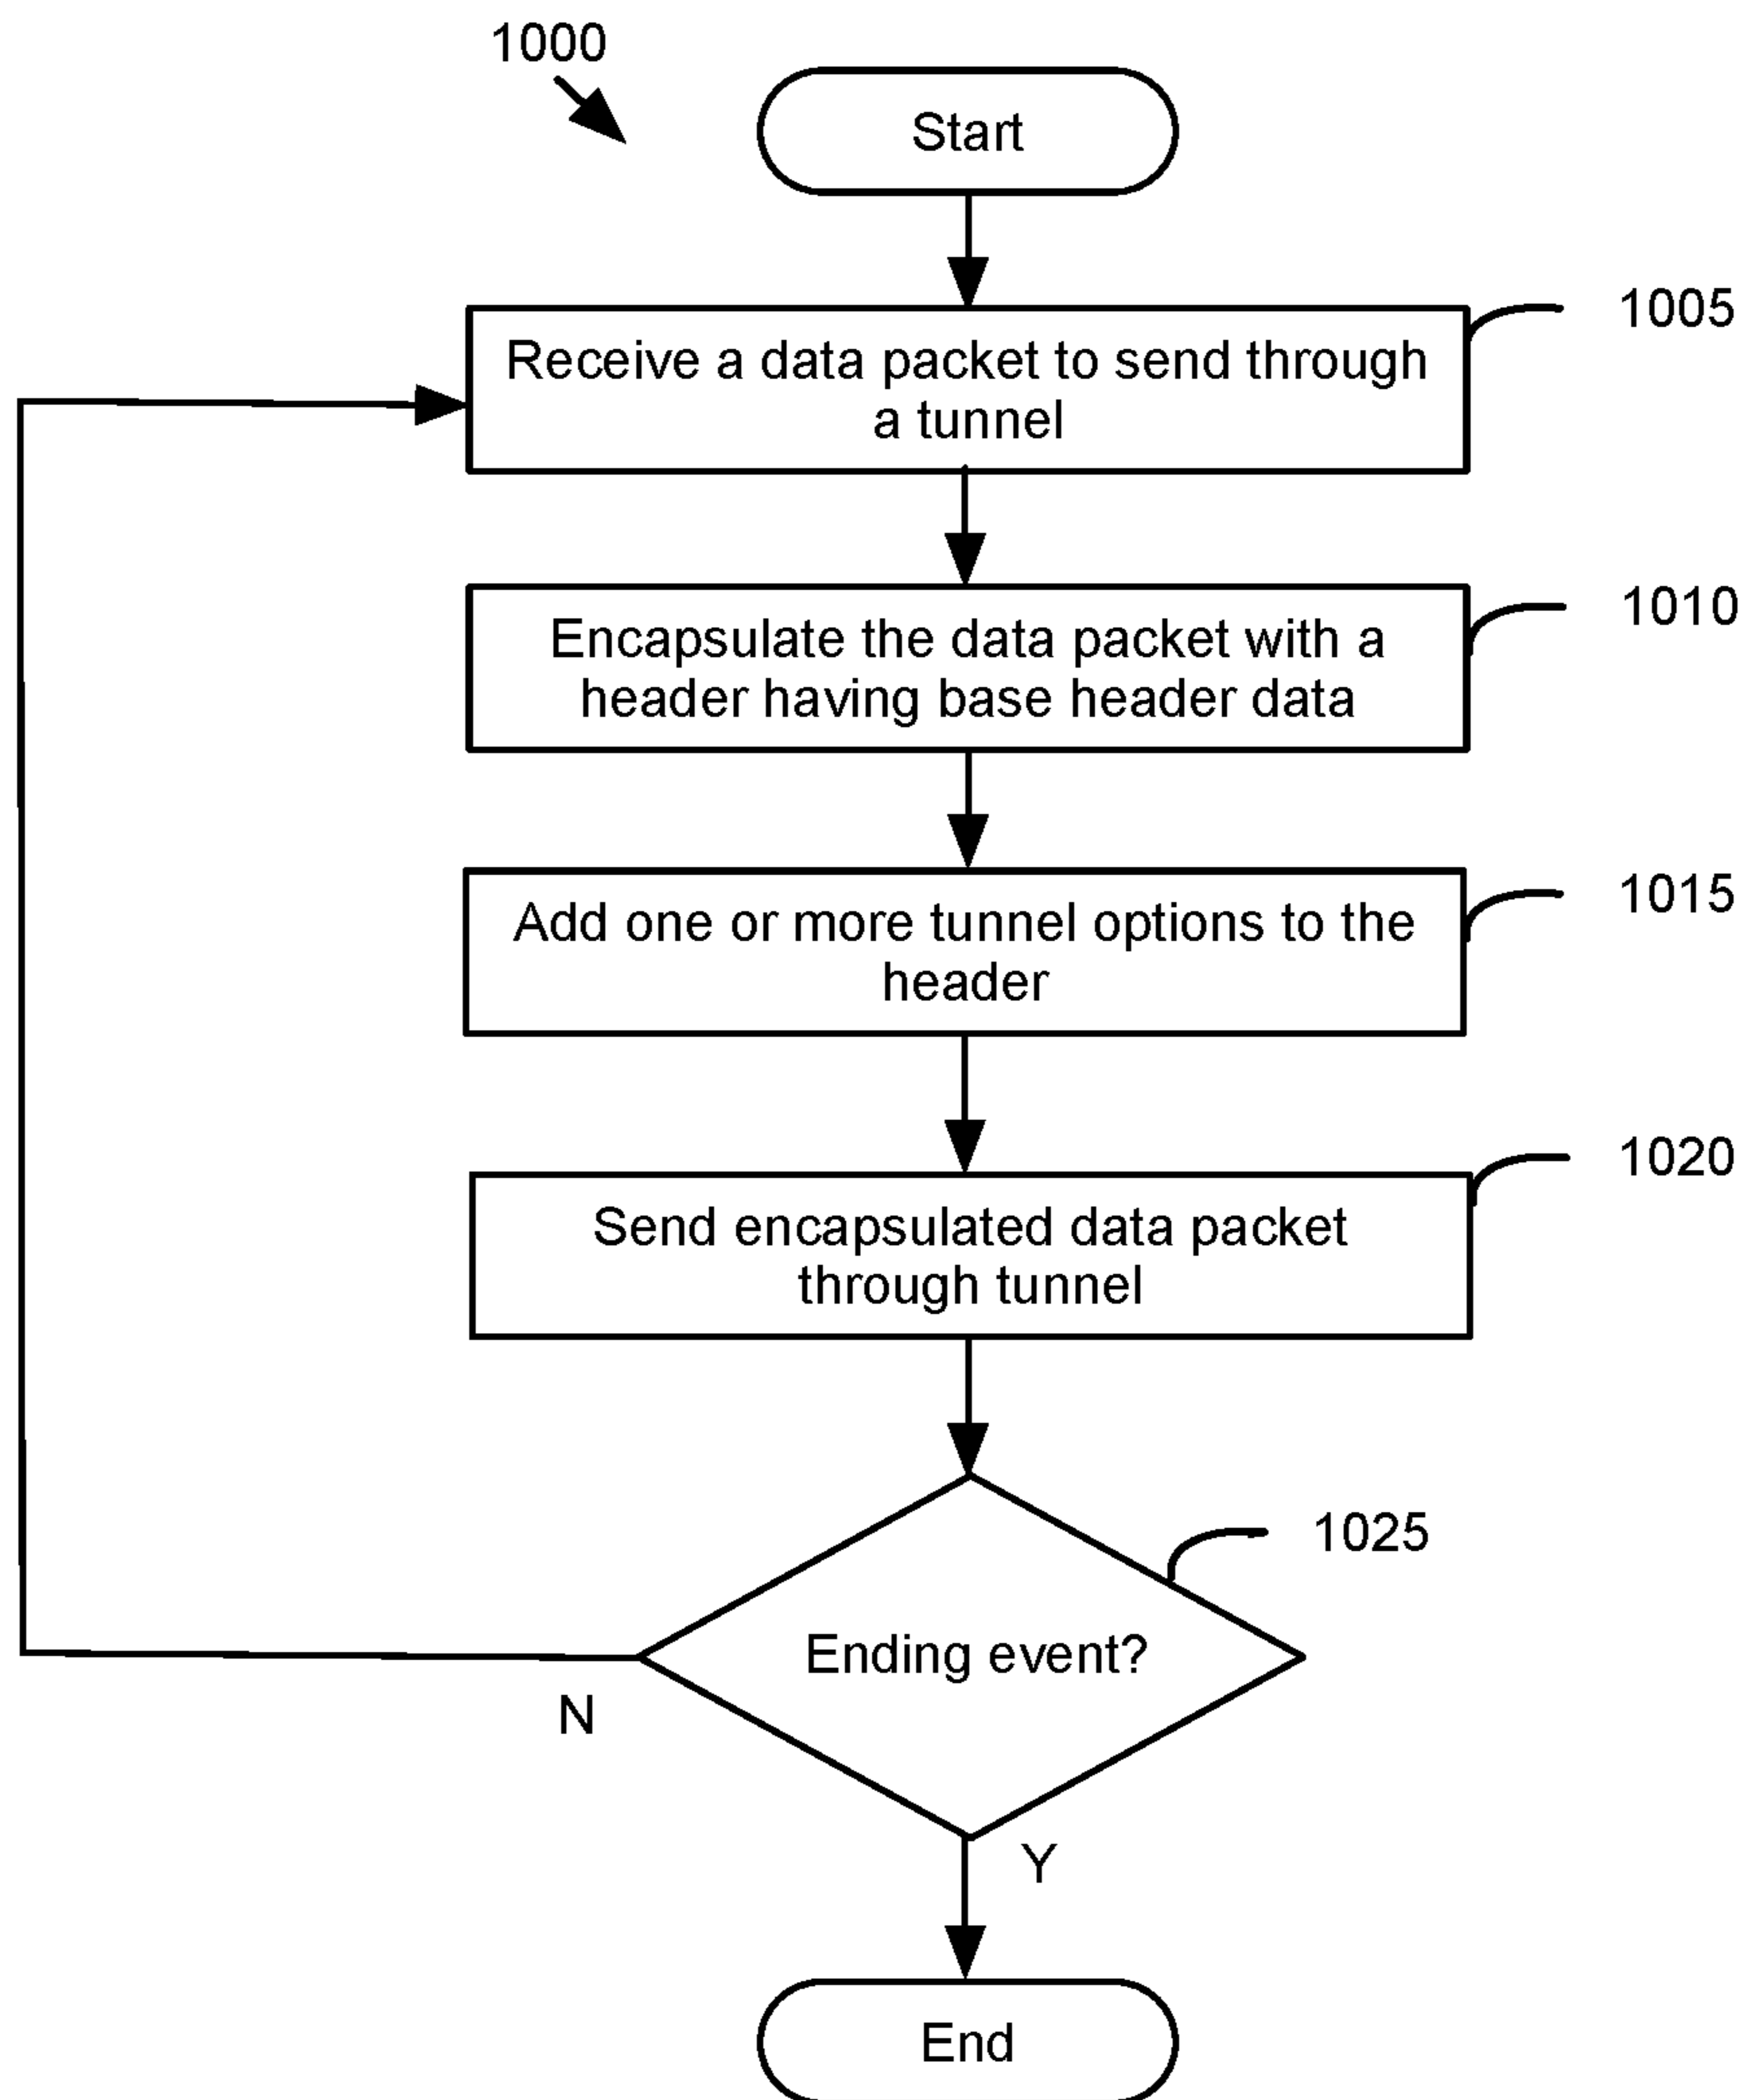 1000
Start
1005
Receive a data packet to send through
a tunnel
1010
Encapsulate the data packet with a
header having base header data
1015
Add one or more tunnel options to the
header
1020
Send encapsulated data packet
through tunnel
1025
Ending event?
N
Y
End